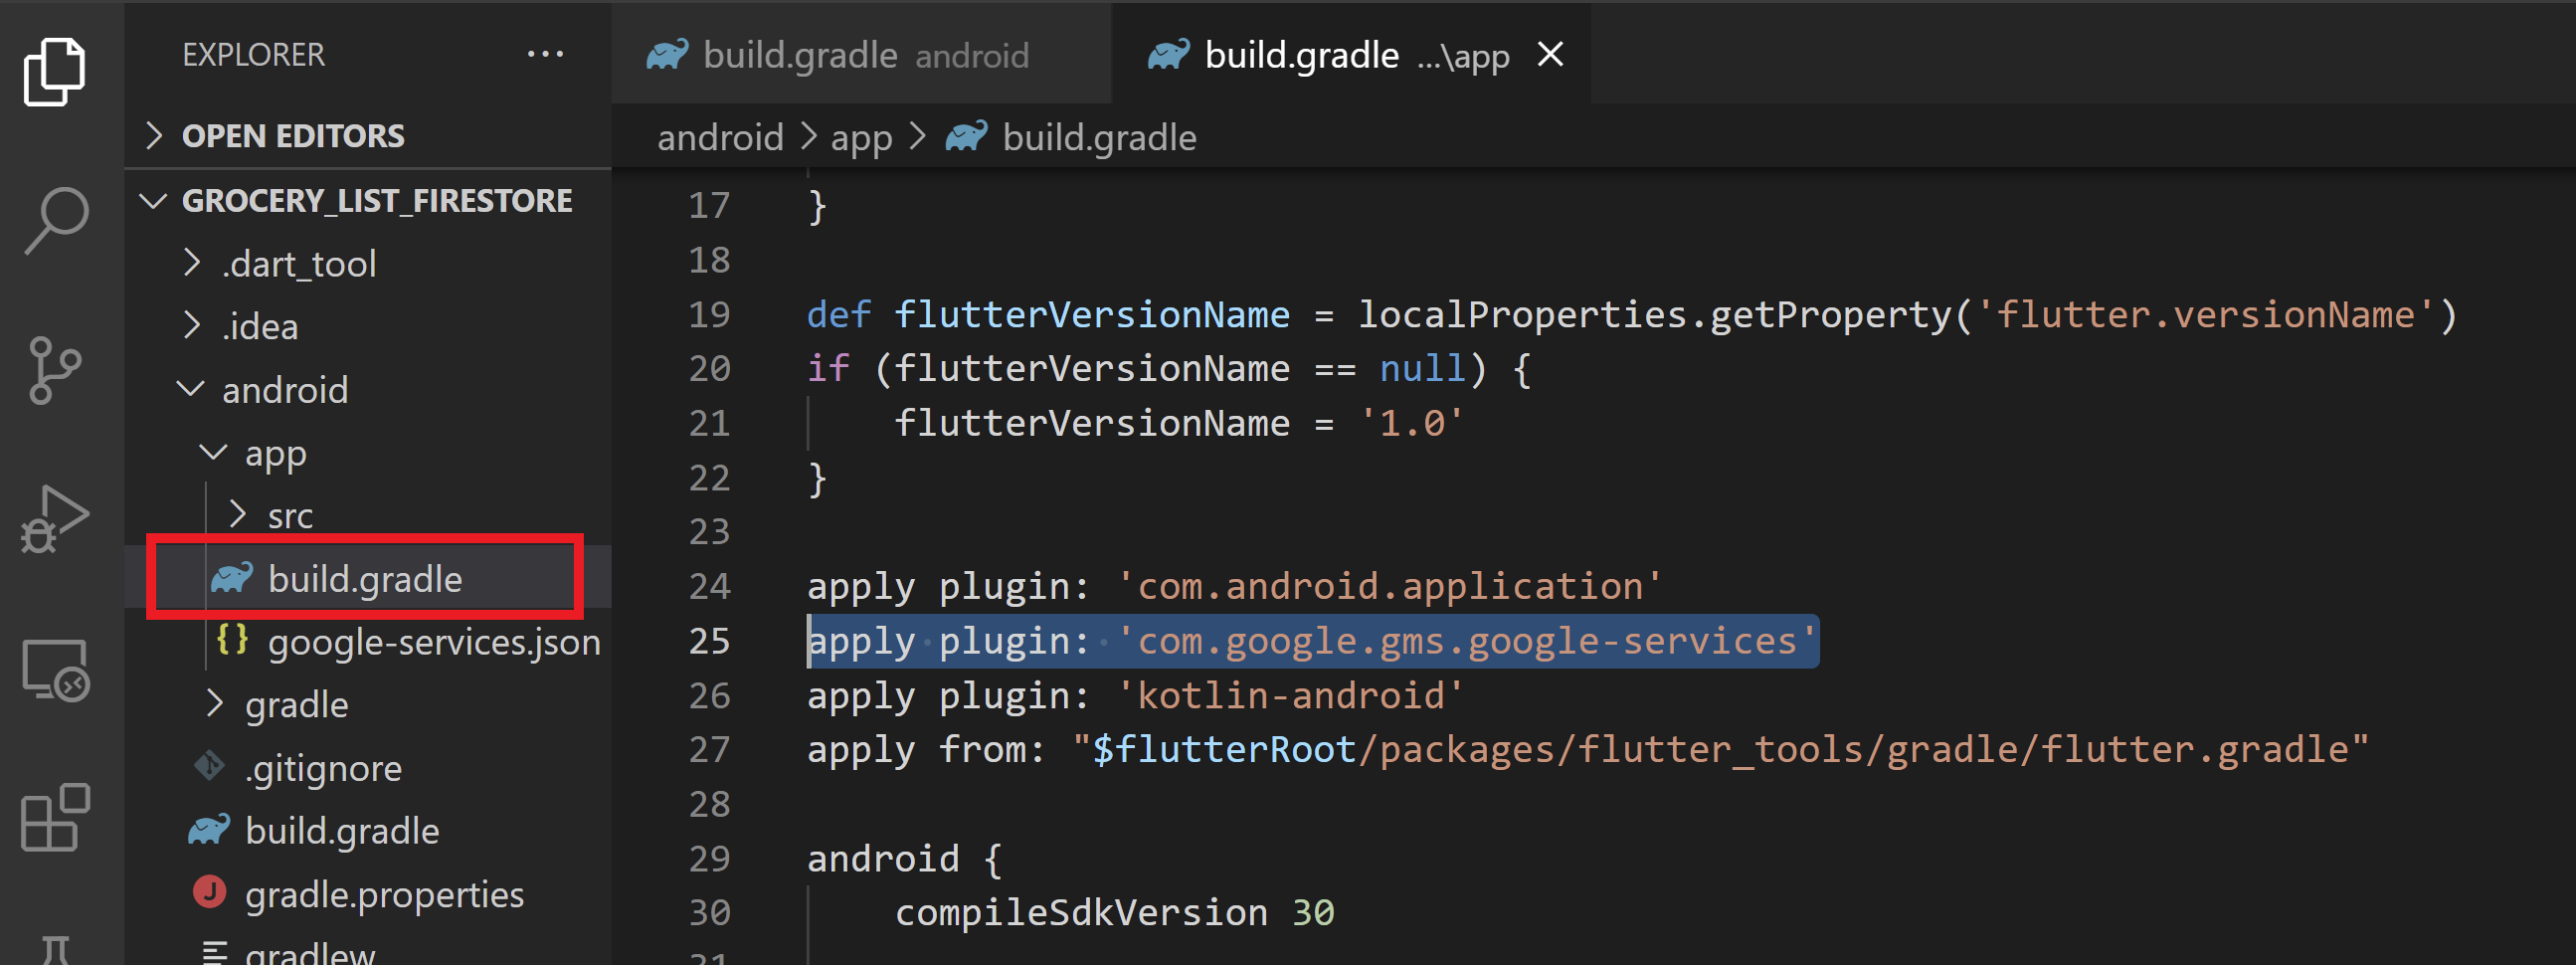 EXPLORER ...
OPEN EDITORS
GROCERY_LIST_FIRESTORE
.dart_tool
.idea
android
app
src
build.gradle
{} google-services.json
gradle
.gitignore
build.gradle
J gradle.properties
gradlew
build.gradle android
build.gradle ...\app
android > app > build.gradle
17 }
18
19 def flutterVersionName = localProperties.getProperty('flutter.versionName')
20 if (flutterVersionName == null) {
21 flutterVersionName = '1.0'
22 }
23
24 apply plugin: 'com.android.application'
25 apply plugin: 'com.google.gms.google-services'
26 apply plugin: 'kotlin-android'
27 apply from: "$flutterRoot/packages/flutter_tools/gradle/flutter.gradle"
28
29 android {
30 compileSdkVersion 30
31